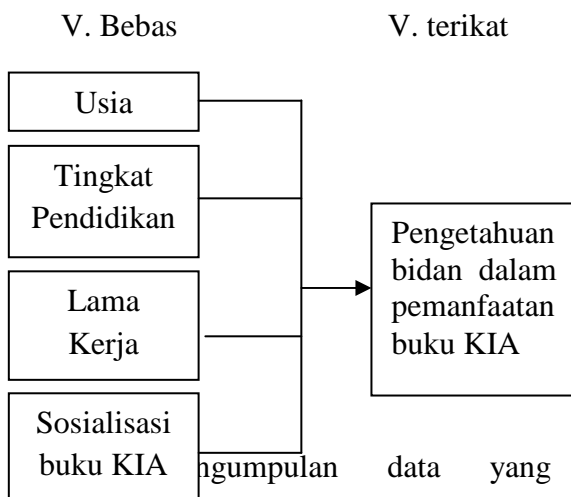 V. Bebas V. terikat
Usia
Tingkat
Pendidikan
Lama
Kerja
Sosialisasi
buku KIA
Pengetahuan
bidan dalam
pemanfaatan
buku KIA
ngumpulan data yang